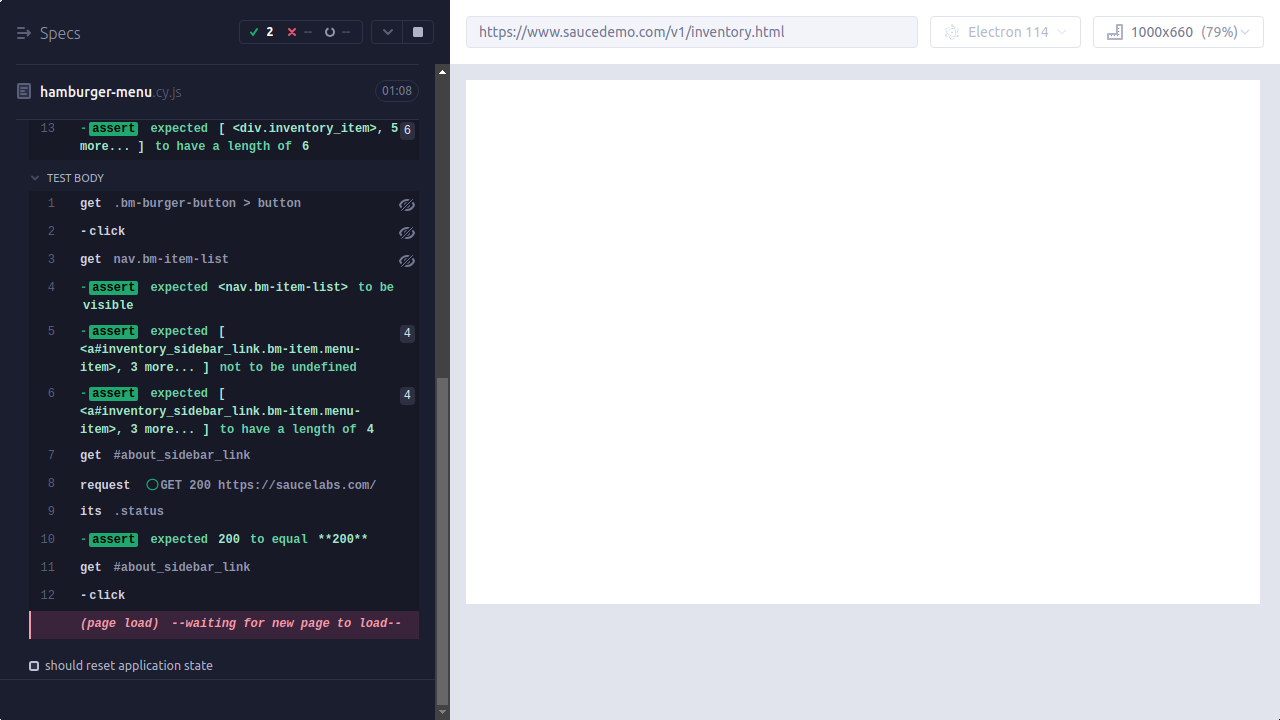 Specs
2 -- --
https://www.saucedemo.com/v1/inventory.html
Electron 114
1000x660 (79%)
hamburger-menu.cy.js
01:08
13 -assert expected [ <div.inventory_item>, 5 6
more... ] to have a length of 6
TEST BODY
1 get .bm-burger-button > button
2 -click
3 get nav.bm-item-list
4 -assert expected <nav.bm-item-list> to be
visible
5 -assert expected [ 4
<a#inventory_sidebar_link.bm-item.menu-
item>, 3 more... ] not to be undefined
6 -assert expected [ 4
<a#inventory_sidebar_link.bm-item.menu-
item>, 3 more... ] to have a length of 4
7 get #about_sidebar_link
8 request GET 200 https://saucelabs.com/
9 its .status
10 -assert expected 200 to equal **200**
11 get #about_sidebar_link
12 -click
(page load) --waiting for new page to load--
should reset application state